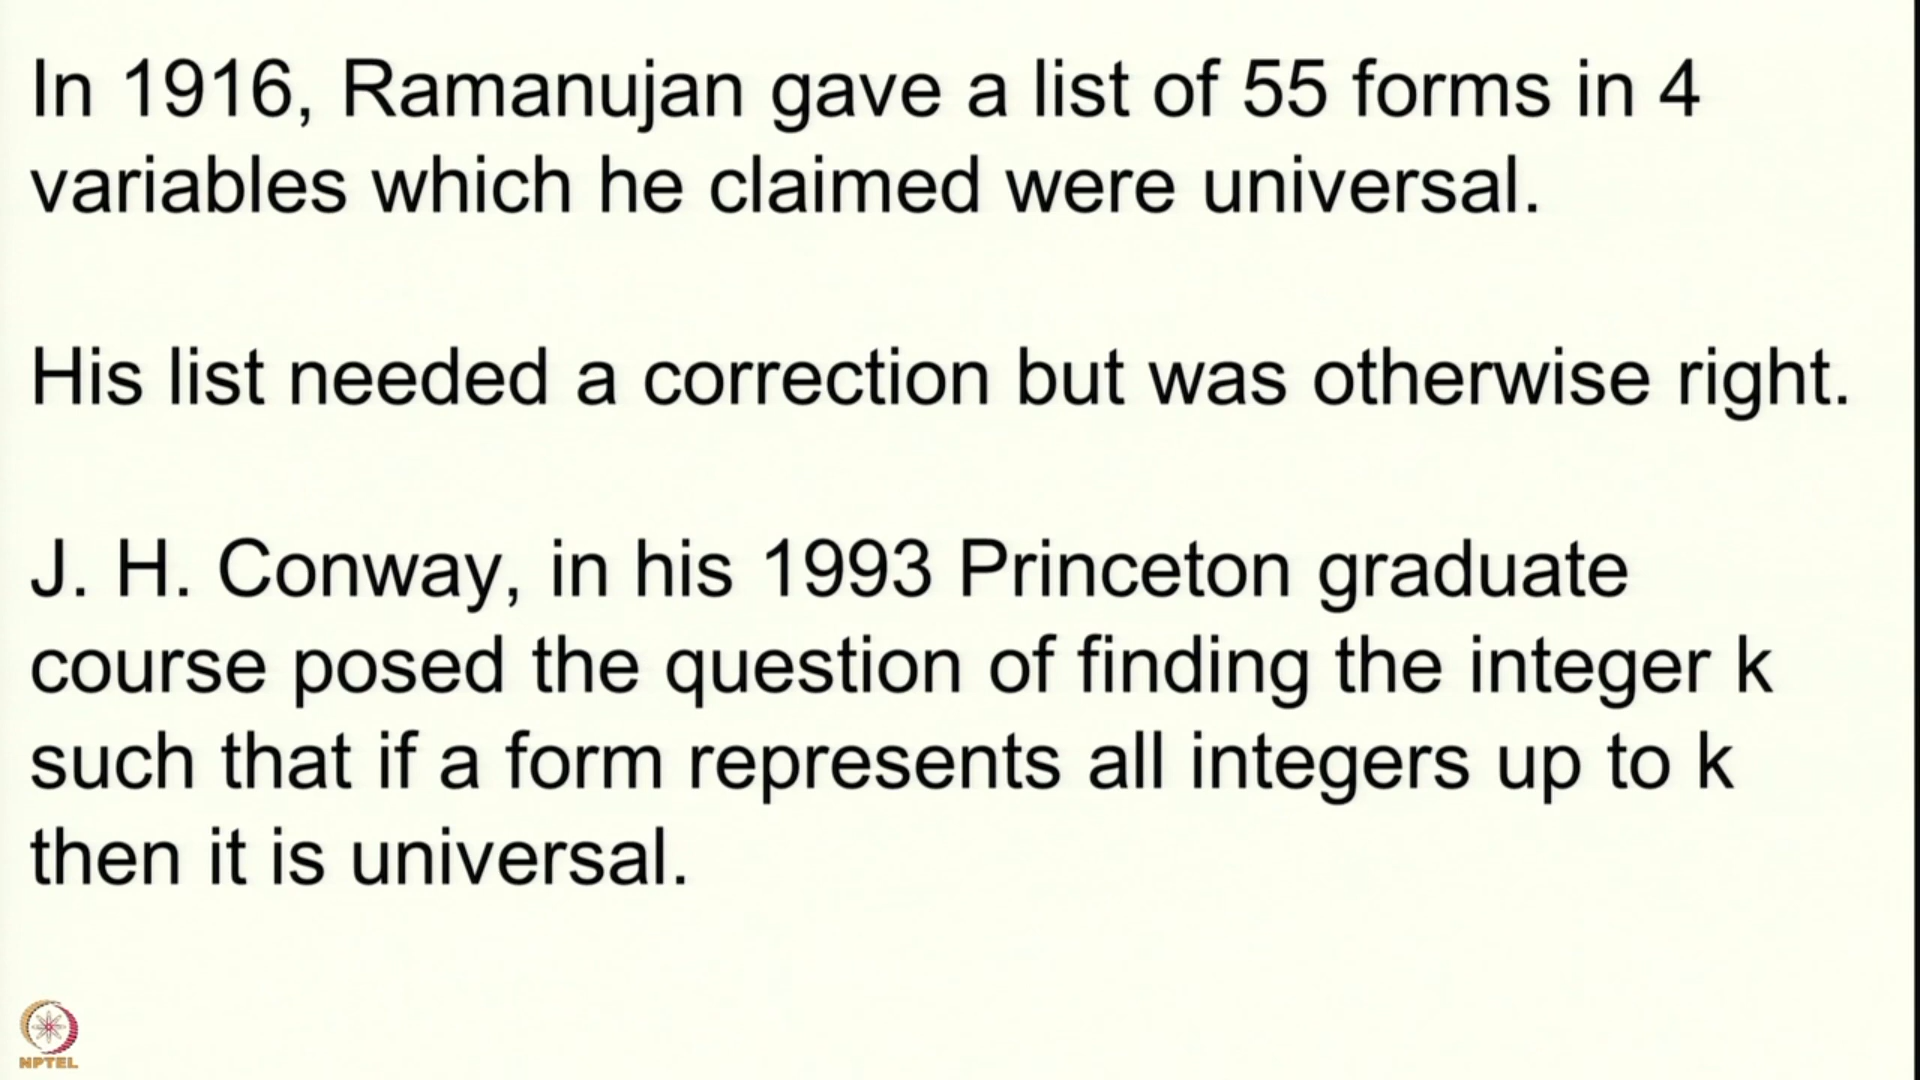 In 1916, Ramanujan gave a list of 55 forms in 4
variables which he claimed were universal.
His list needed a correction but was otherwise right.
J. H. Conway, in his 1993 Princeton graduate
course posed the question of finding the integer k
such that if a form represents all integers up to k
then it is universal.
NPTEL